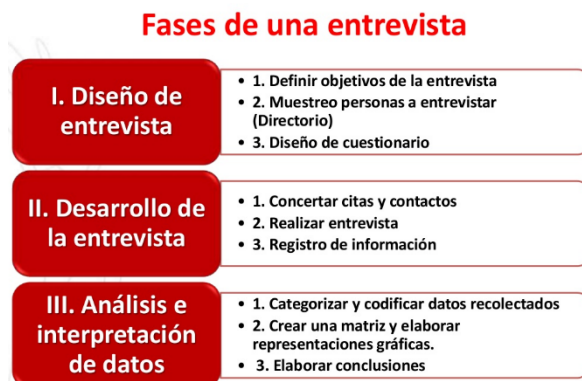 Fases de una entrevista
I. Diseño de
entrevista
• 1. Definir objetivos de la entrevista
• 2. Muestreo personas a entrevistar
(Directorio)
• 3. Diseño de cuestionario
II. Desarrollo de
la entrevista
• 1. Concertar citas y contactos
• 2. Realizar entrevista
• 3. Registro de información
III. Análisis e
interpretación
de datos
• 1. Categorizar y codificar datos recolectados
• 2. Crear una matriz y elaborar
representaciones gráficas.
• 3. Elaborar conclusiones